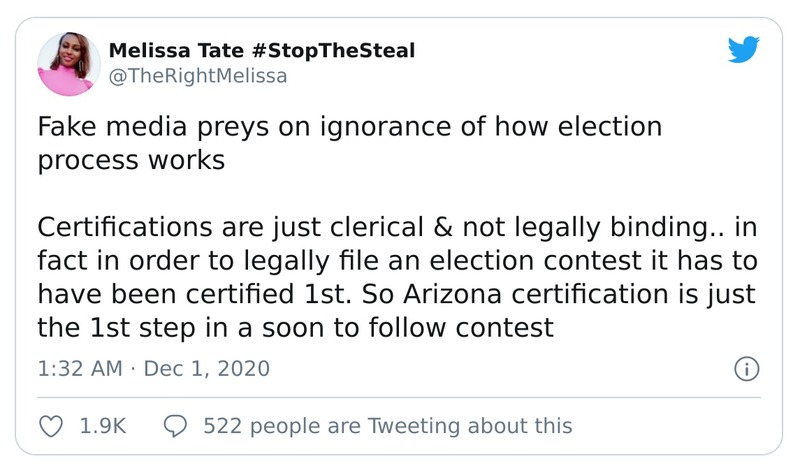 Melissa Tate #StopTheSteal
@TheRightMelissa
Fake media preys on ignorance of how election
process works
Certifications are just clerical & not legally binding.. in
fact in order to legally file an election contest it has to
have been certified 1st. So Arizona certification is just
the 1st step in a soon to follow contest
1:32 AM · Dec 1, 2020
1.9K 522 people are Tweeting about this